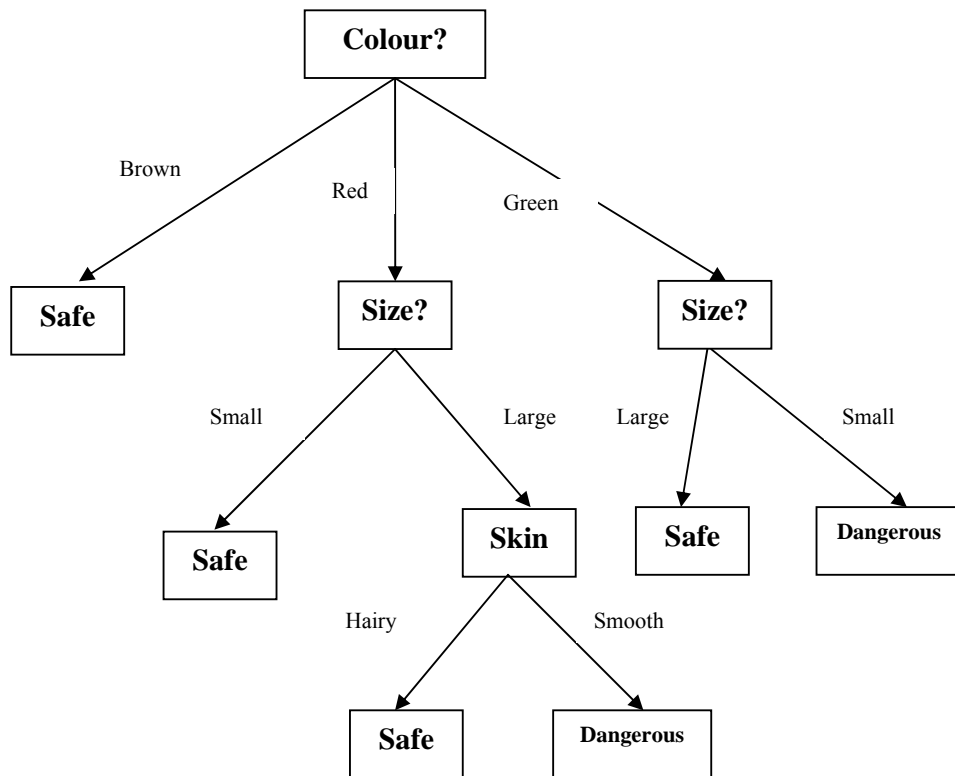 Colour?
Brown
Red
Green
Safe
Size?
Size?
Small
Large
Large
Small
Safe
Skin
Safe
Dangerous
Hairy
Smooth
Safe
Dangerous